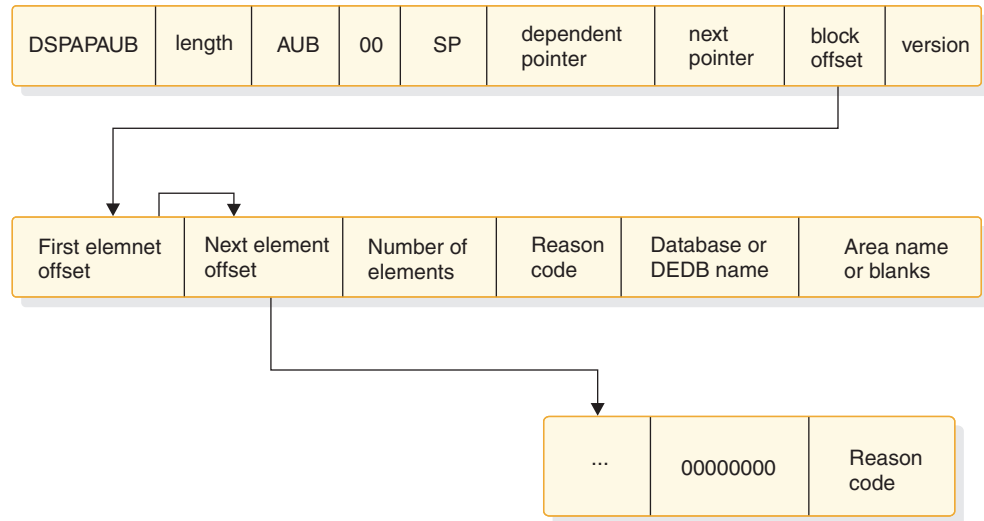 DSPAPAUB
length
AUB
00
SP
dependent
pointer
next
pointer
block
offset
version
First elemnet
offset
Next element
offset
Number of
elements
Reason
code
Database or
DEDB name
Area name
or blanks
...
00000000
Reason
code